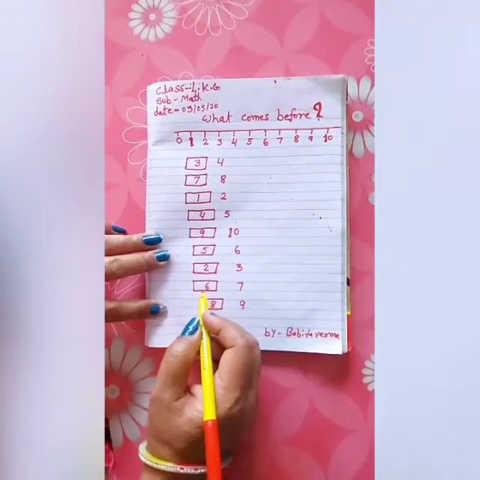 Class-L.K.G
Sub - Math
date = 03/05/20
What comes before ?
0 1 2 3 4 5 6 7 8 9 10
3 4
7 8
1 2
4 5
9 10
5 6
2 3
6 7
8 9
by - Babita verma